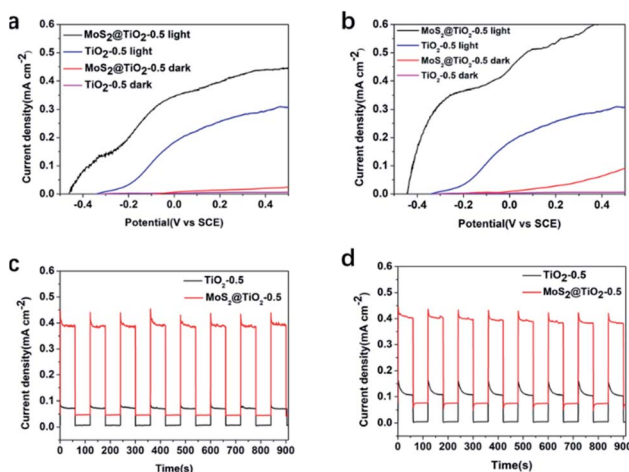 a
MoS2@TiO2-0.5 light
TiO2-0.5 light
MoS2@TiO2-0.5 dark
TiO2-0.5 dark
Current density(mA cm-2)
0.6
0.5
0.4
0.3
0.2
0.1
0.0
-0.4 -0.2 0.0 0.2 0.4
Potential(V vs SCE)
b
MoS2@TiO2-0.5 light
TiO2-0.5 light
MoS2@TiO2-0.5 dark
TiO2-0.5 dark
Current density(mA cm-2)
0.6
0.5
0.4
0.3
0.2
0.1
0.0
-0.4 -0.2 0.0 0.2 0.4
Potential(V vs SCE)
c
TiO2-0.5
MoS2@TiO2-0.5
Current density(mA cm-2)
0.6
0.5
0.4
0.3
0.2
0.1
0.0
0 100 200 300 400 500 600 700 800 900
Time(s)
d
TiO2-0.5
MoS2@TiO2-0.5
Current density(mA cm-2)
0.6
0.5
0.4
0.3
0.2
0.1
0.0
0 100 200 300 400 500 600 700 800 900
Time(s)